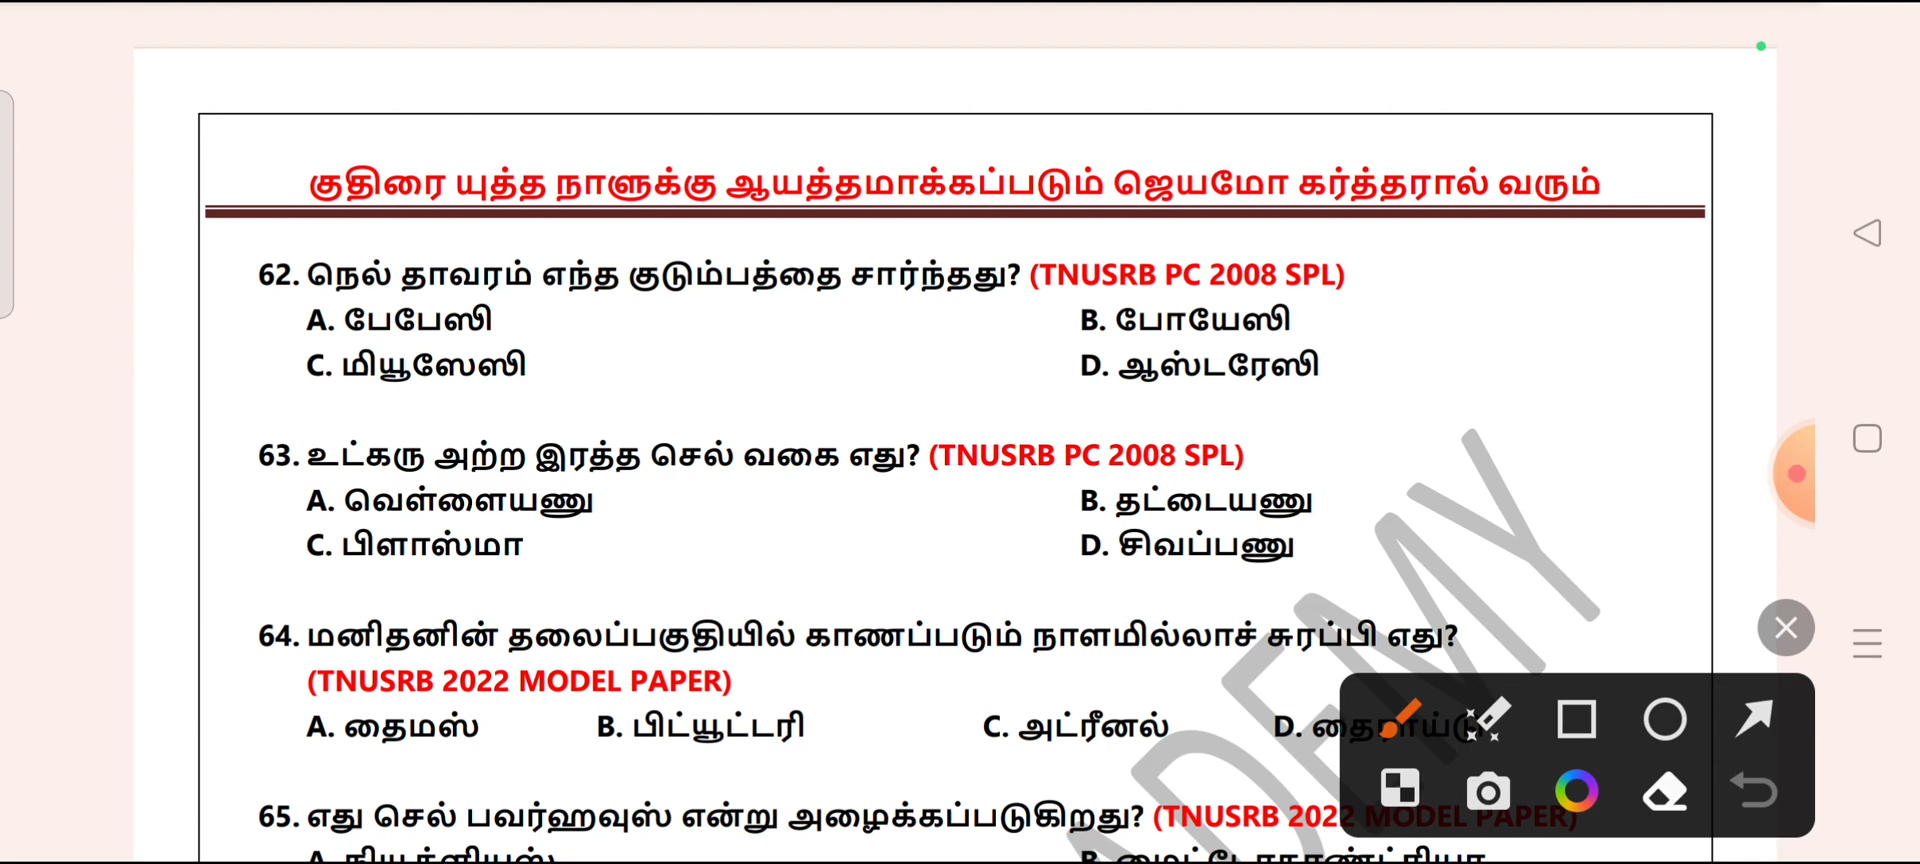 குதிரை யுத்த நாளுக்கு ஆயத்தமாக்கப்படும் ஜெயமோ கர்த்தரால் வரும்
62. நெல் தாவரம் எந்த குடும்பத்தை சார்ந்தது? (TNUSRB PC 2008 SPL)
A. பேபேஸி B. போயேஸி
C. மியூஸேஸி D. ஆஸ்டரேஸி
63. உட்கரு அற்ற இரத்த செல் வகை எது? (TNUSRB PC 2008 SPL)
A. வெள்ளையணு B. தட்டையணு
C. பிளாஸ்மா D. சிவப்பணு
64. மனிதனின் தலைப்பகுதியில் காணப்படும் நாளமில்லாச் சுரப்பி எது?
(TNUSRB 2022 MODEL PAPER)
A. தைமஸ் B. பிட்யூட்டரி C. அட்ரீனல் D.
65. எது செல் பவர்ஹவுஸ் என்று அழைக்கப்படுகிறது? (TNUSRB 2022 MODEL PAPER)